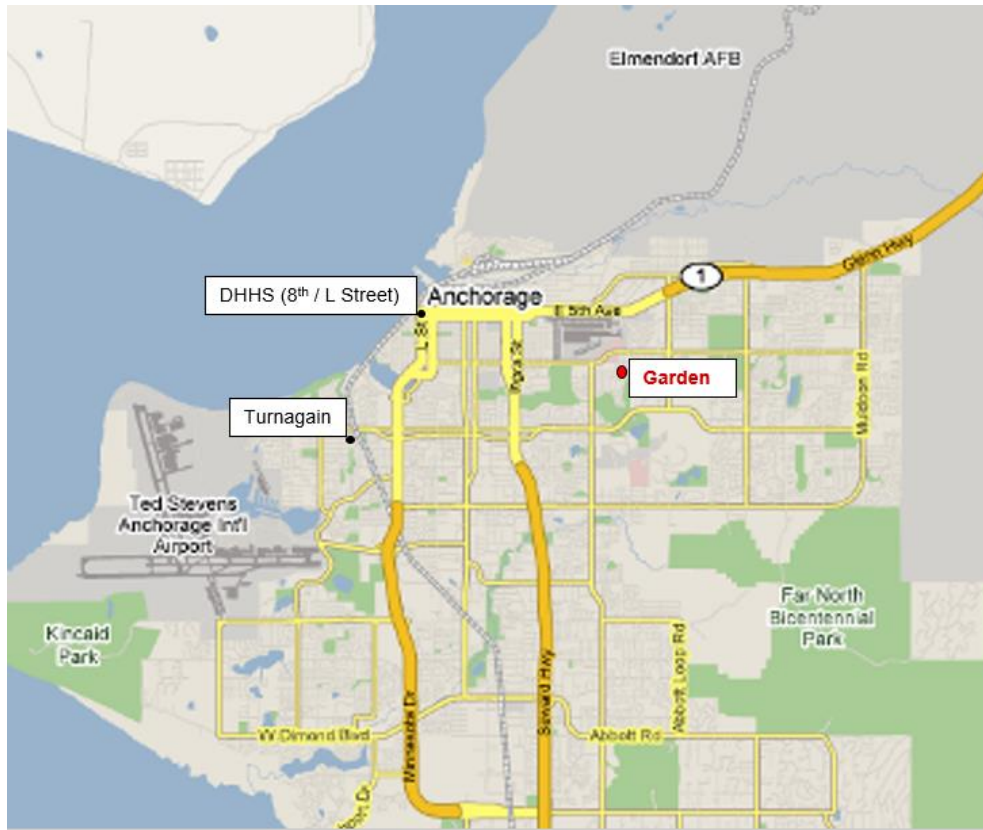 Elmendorf AFB
Glenn Hwy
1
DHHS (8th / L Street)
Anchorage
E 5th Ave
L St
Ingra St
Garden
Muldoon Rd
Turnagain
Ted Stevens
Anchorage Int'l
Airport
Far North
Bicentennial
Park
Kincaid
Park
Abbott Loop Rd
Seward Hwy
Minnesota Dr
W Dimond Blvd
Abbott Rd
Dr